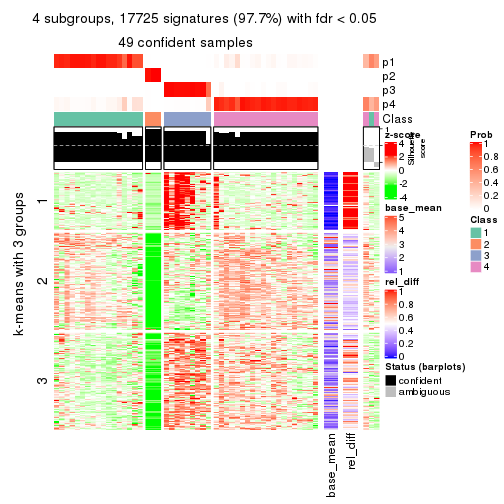 4 subgroups, 17725 signatures (97.7%) with fdr < 0.05
49 confident samples
p1
p2
p3
p4
Class
1
Silhouette
score
k-means with 3 groups
1
2
3
base_mean
rel_diff
z-score
4
2
0
-2
-4
base_mean
5
4
3
2
1
rel_diff
1
0.8
0.6
0.4
0.2
0
Status (barplots)
confident
ambiguous
Prob
1
0.8
0.6
0.4
0.2
0
Class
1
2
3
4